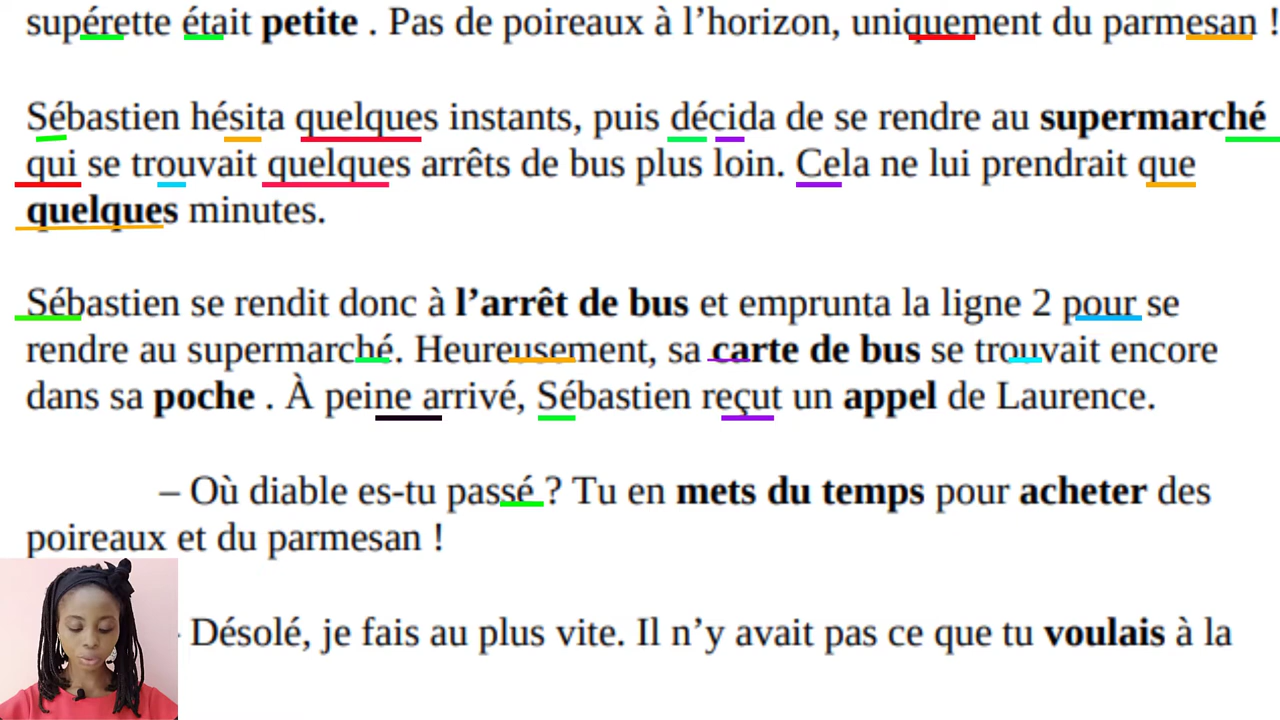 supérette était petite . Pas de poireaux à l’horizon, uniquement du parmesan !
Sébastien hésita quelques instants, puis décida de se rendre au supermarché
qui se trouvait quelques arrêts de bus plus loin. Cela ne lui prendrait que
quelques minutes.
Sébastien se rendit donc à l’arrêt de bus et emprunta la ligne 2 pour se
rendre au supermarché. Heureusement, sa carte de bus se trouvait encore
dans sa poche . À peine arrivé, Sébastien reçut un appel de Laurence.
– Où diable es-tu passé ? Tu en mets du temps pour acheter des
poireaux et du parmesan !
- Désolé, je fais au plus vite. Il n’y avait pas ce que tu voulais à la